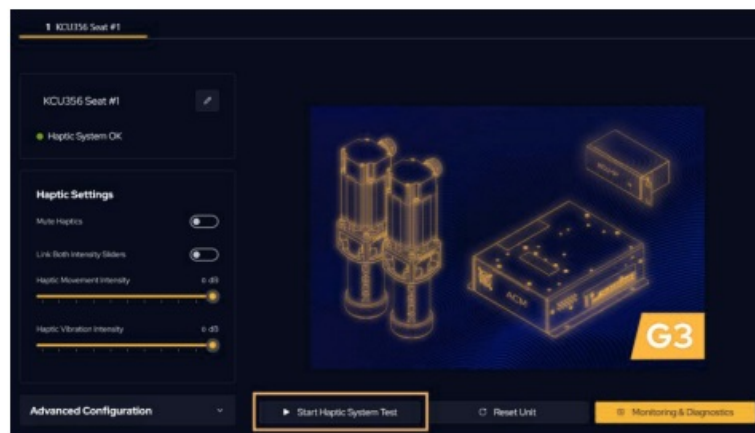 1 KCU356 Seat #1
KCU356 Seat #1
Haptic System OK
Haptic Settings
Mute Haptics
Link Both Intensity Sliders
Haptic Movement Intensity 0 dB
Haptic Vibration Intensity 0 dB
Advanced Configuration
ACM
G3
Start Haptic System Test
Reset Unit
Monitoring & Diagnostics